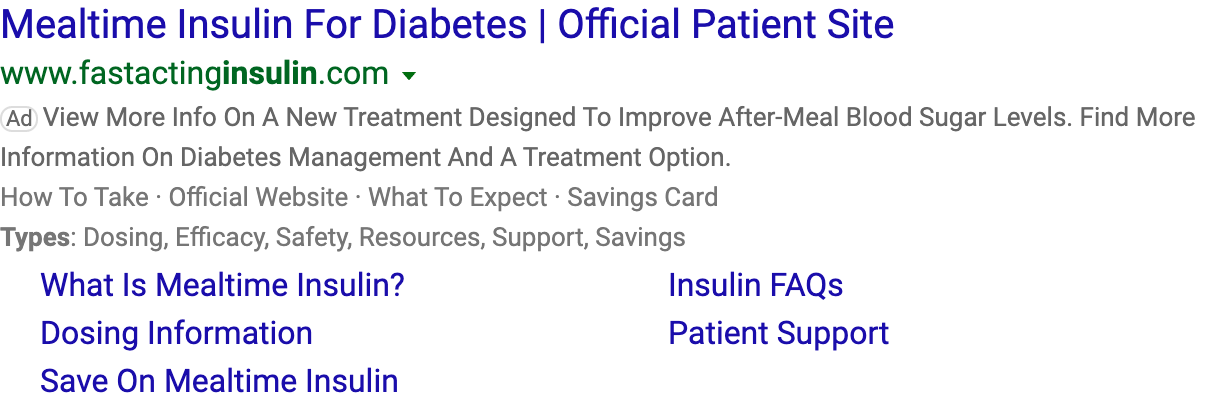 Mealtime Insulin For Diabetes | Official Patient Site
www.fastactinginsulin.com
Ad View More Info On A New Treatment Designed To Improve After-Meal Blood Sugar Levels. Find More
Information On Diabetes Management And A Treatment Option.
How To Take · Official Website · What To Expect · Savings Card
Types: Dosing, Efficacy, Safety, Resources, Support, Savings
What Is Mealtime Insulin? Insulin FAQs
Dosing Information Patient Support
Save On Mealtime Insulin